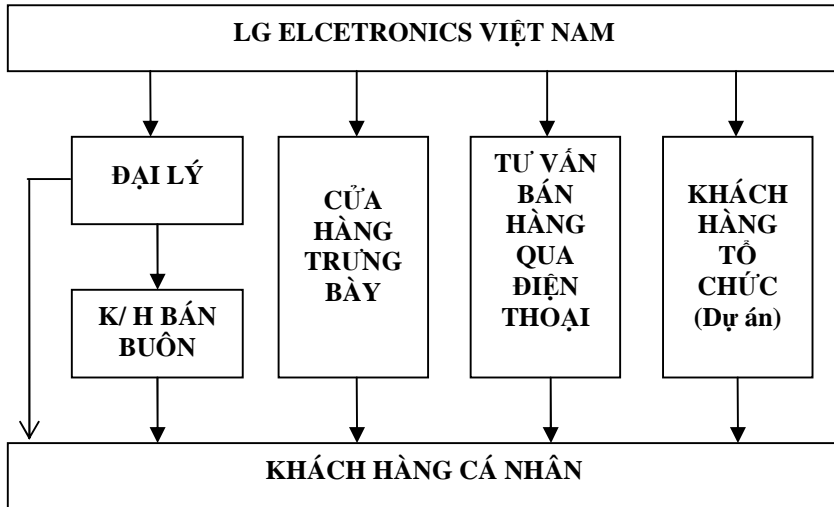 LG ELCETRONICS VIỆT NAM
ĐẠI LÝ
K/ H BÁN
BUÔN
CỬA
HÀNG
TRƯNG
BÀY
TƯ VẤN
BÁN
HÀNG
QUA
ĐIỆN
THOẠI
KHÁCH
HÀNG
TỔ
CHỨC
(Dự án)
KHÁCH HÀNG CÁ NHÂN